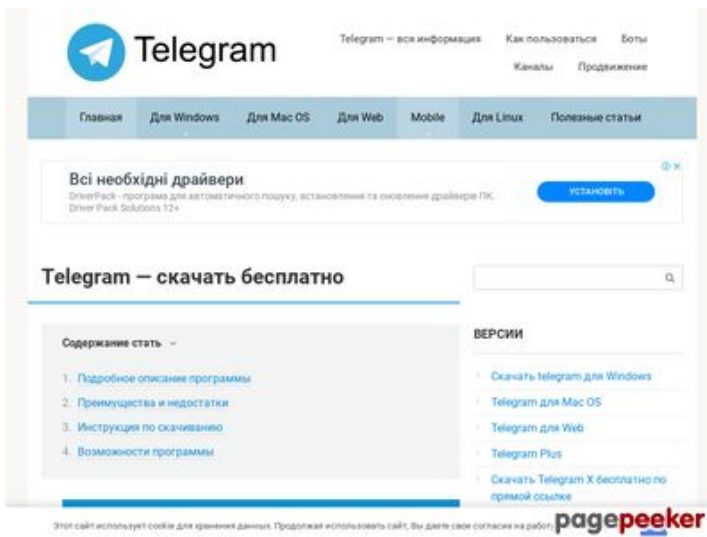 Telegram
Telegram — вся информация Как пользоваться Боты
Каналы Продвижение
Главная Для Windows Для Mac OS Для Web Mobile Для Linux Полезные статьи
Всі необхідні драйвери
DriverPack - програма для автоматичного пошуку, встановлення та оновлення драйверів ПК.
DriverPack Solutions 12+
УСТАНОВІТЬ
Telegram — скачать бесплатно
Содержание стать
1. Подробное описание программы
2. Преимущества и недостатки
3. Инструкция по скачиванию
4. Возможности программы
ВЕРСИИ
Скачать telegram для Windows
Telegram для Mac OS
Telegram для Web
Telegram Plus
Скачать Telegram X бесплатно по
прямой ссылке
Этот сайт использует cookie для хранения данных. Продолжая использовать сайт, Вы даете свое согласие на работ
pagepeeker